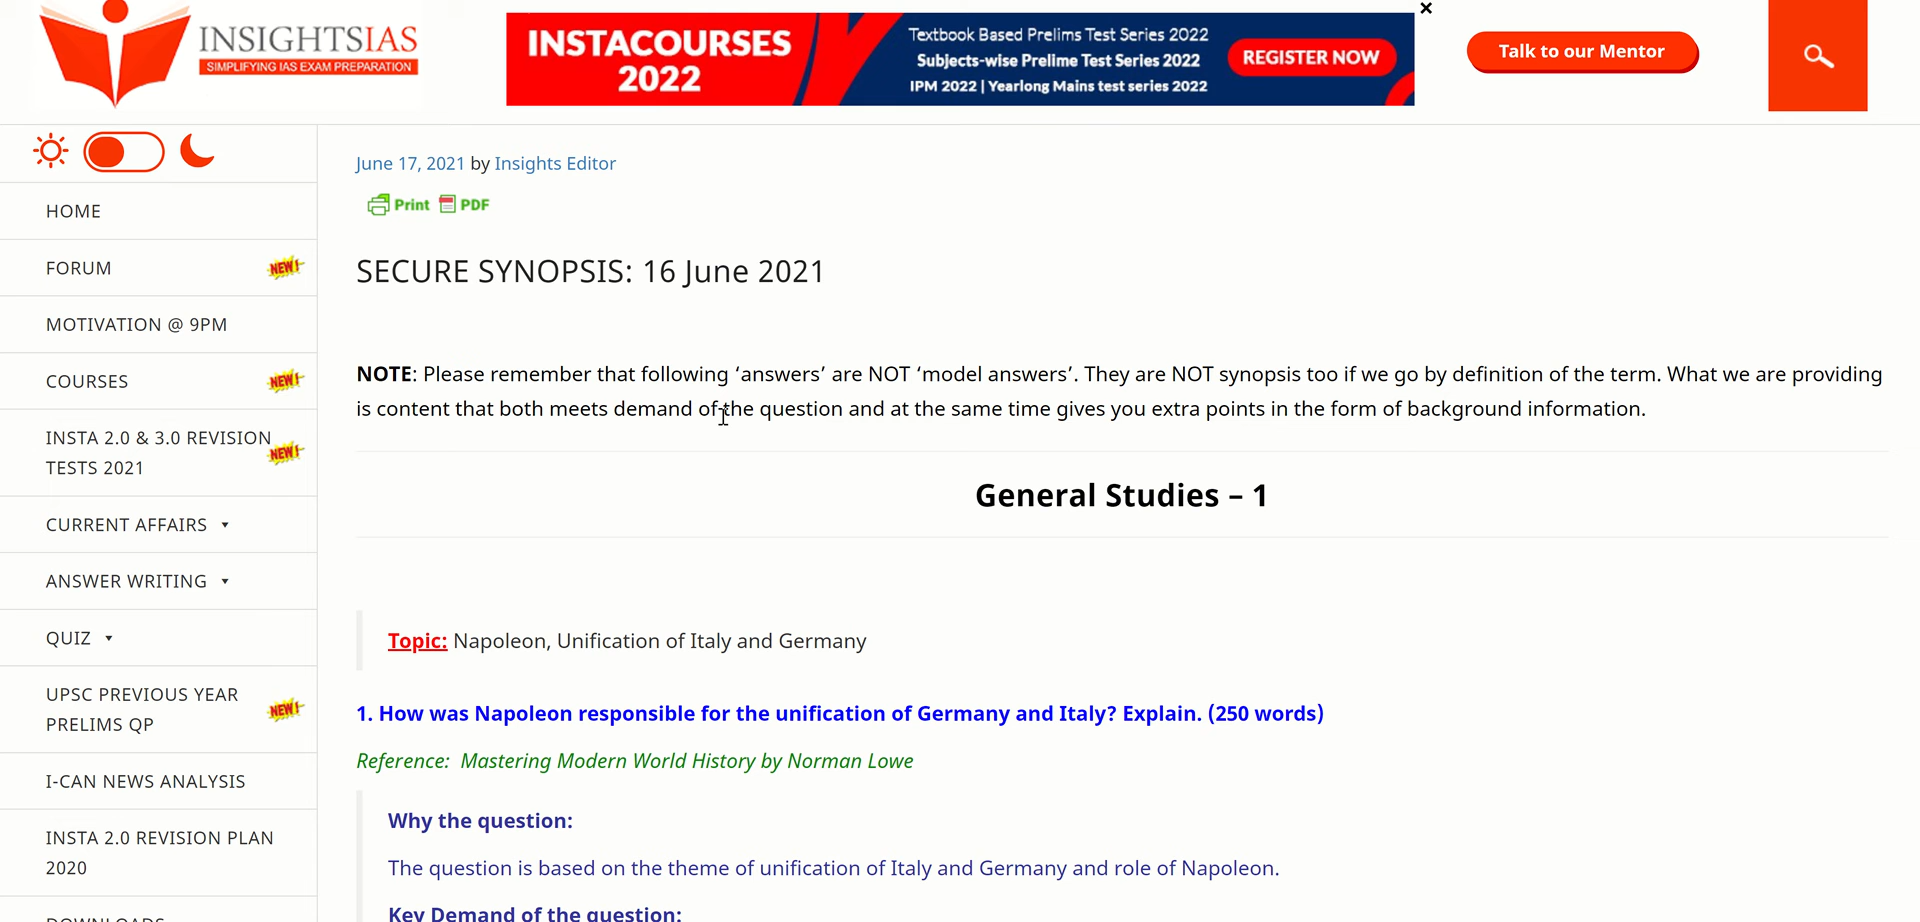 INSIGHTSIAS
SIMPLIFYING IAS EXAM PREPARATION
INSTACOURSES
2022
Textbook Based Prelims Test Series 2022
Subjects-wise Prelime Test Series 2022
IPM 2022 | Yearlong Mains test series 2022
REGISTER NOW
×
Talk to our Mentor
HOME
FORUM NEW!
MOTIVATION @ 9PM
COURSES NEW!
INSTA 2.0 & 3.0 REVISION
TESTS 2021 NEW!
CURRENT AFFAIRS
ANSWER WRITING
QUIZ
UPSC PREVIOUS YEAR
PRELIMS QP NEW!
I-CAN NEWS ANALYSIS
INSTA 2.0 REVISION PLAN
2020
DOWNLOADS
June 17, 2021 by Insights Editor
Print PDF
SECURE SYNOPSIS: 16 June 2021
NOTE: Please remember that following ‘answers’ are NOT ‘model answers’. They are NOT synopsis too if we go by definition of the term. What we are providing
is content that both meets demand of the question and at the same time gives you extra points in the form of background information.
General Studies – 1
Topic: Napoleon, Unification of Italy and Germany
1. How was Napoleon responsible for the unification of Germany and Italy? Explain. (250 words)
Reference: Mastering Modern World History by Norman Lowe
Why the question:
The question is based on the theme of unification of Italy and Germany and role of Napoleon.
Key Demand of the question: